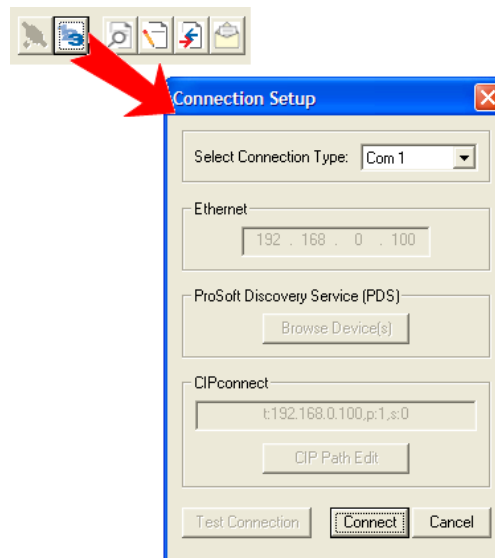 Connection Setup
Select Connection Type: Com 1
Ethernet
192 . 168 . 0 . 100
ProSoft Discovery Service (PDS)
Browse Device(s)
CIPconnect
t:192.168.0.100,p:1,s:0
CIP Path Edit
Test Connection Connect Cancel